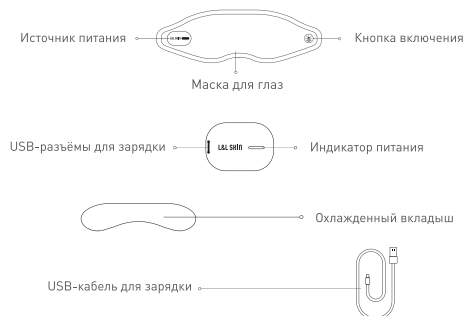 Источник питания
Кнопка включения
Маска для глаз
USB-разъёмы для зарядки
L&L SKIN
Индикатор питания
Охлажденный вкладыш
USB-кабель для зарядки